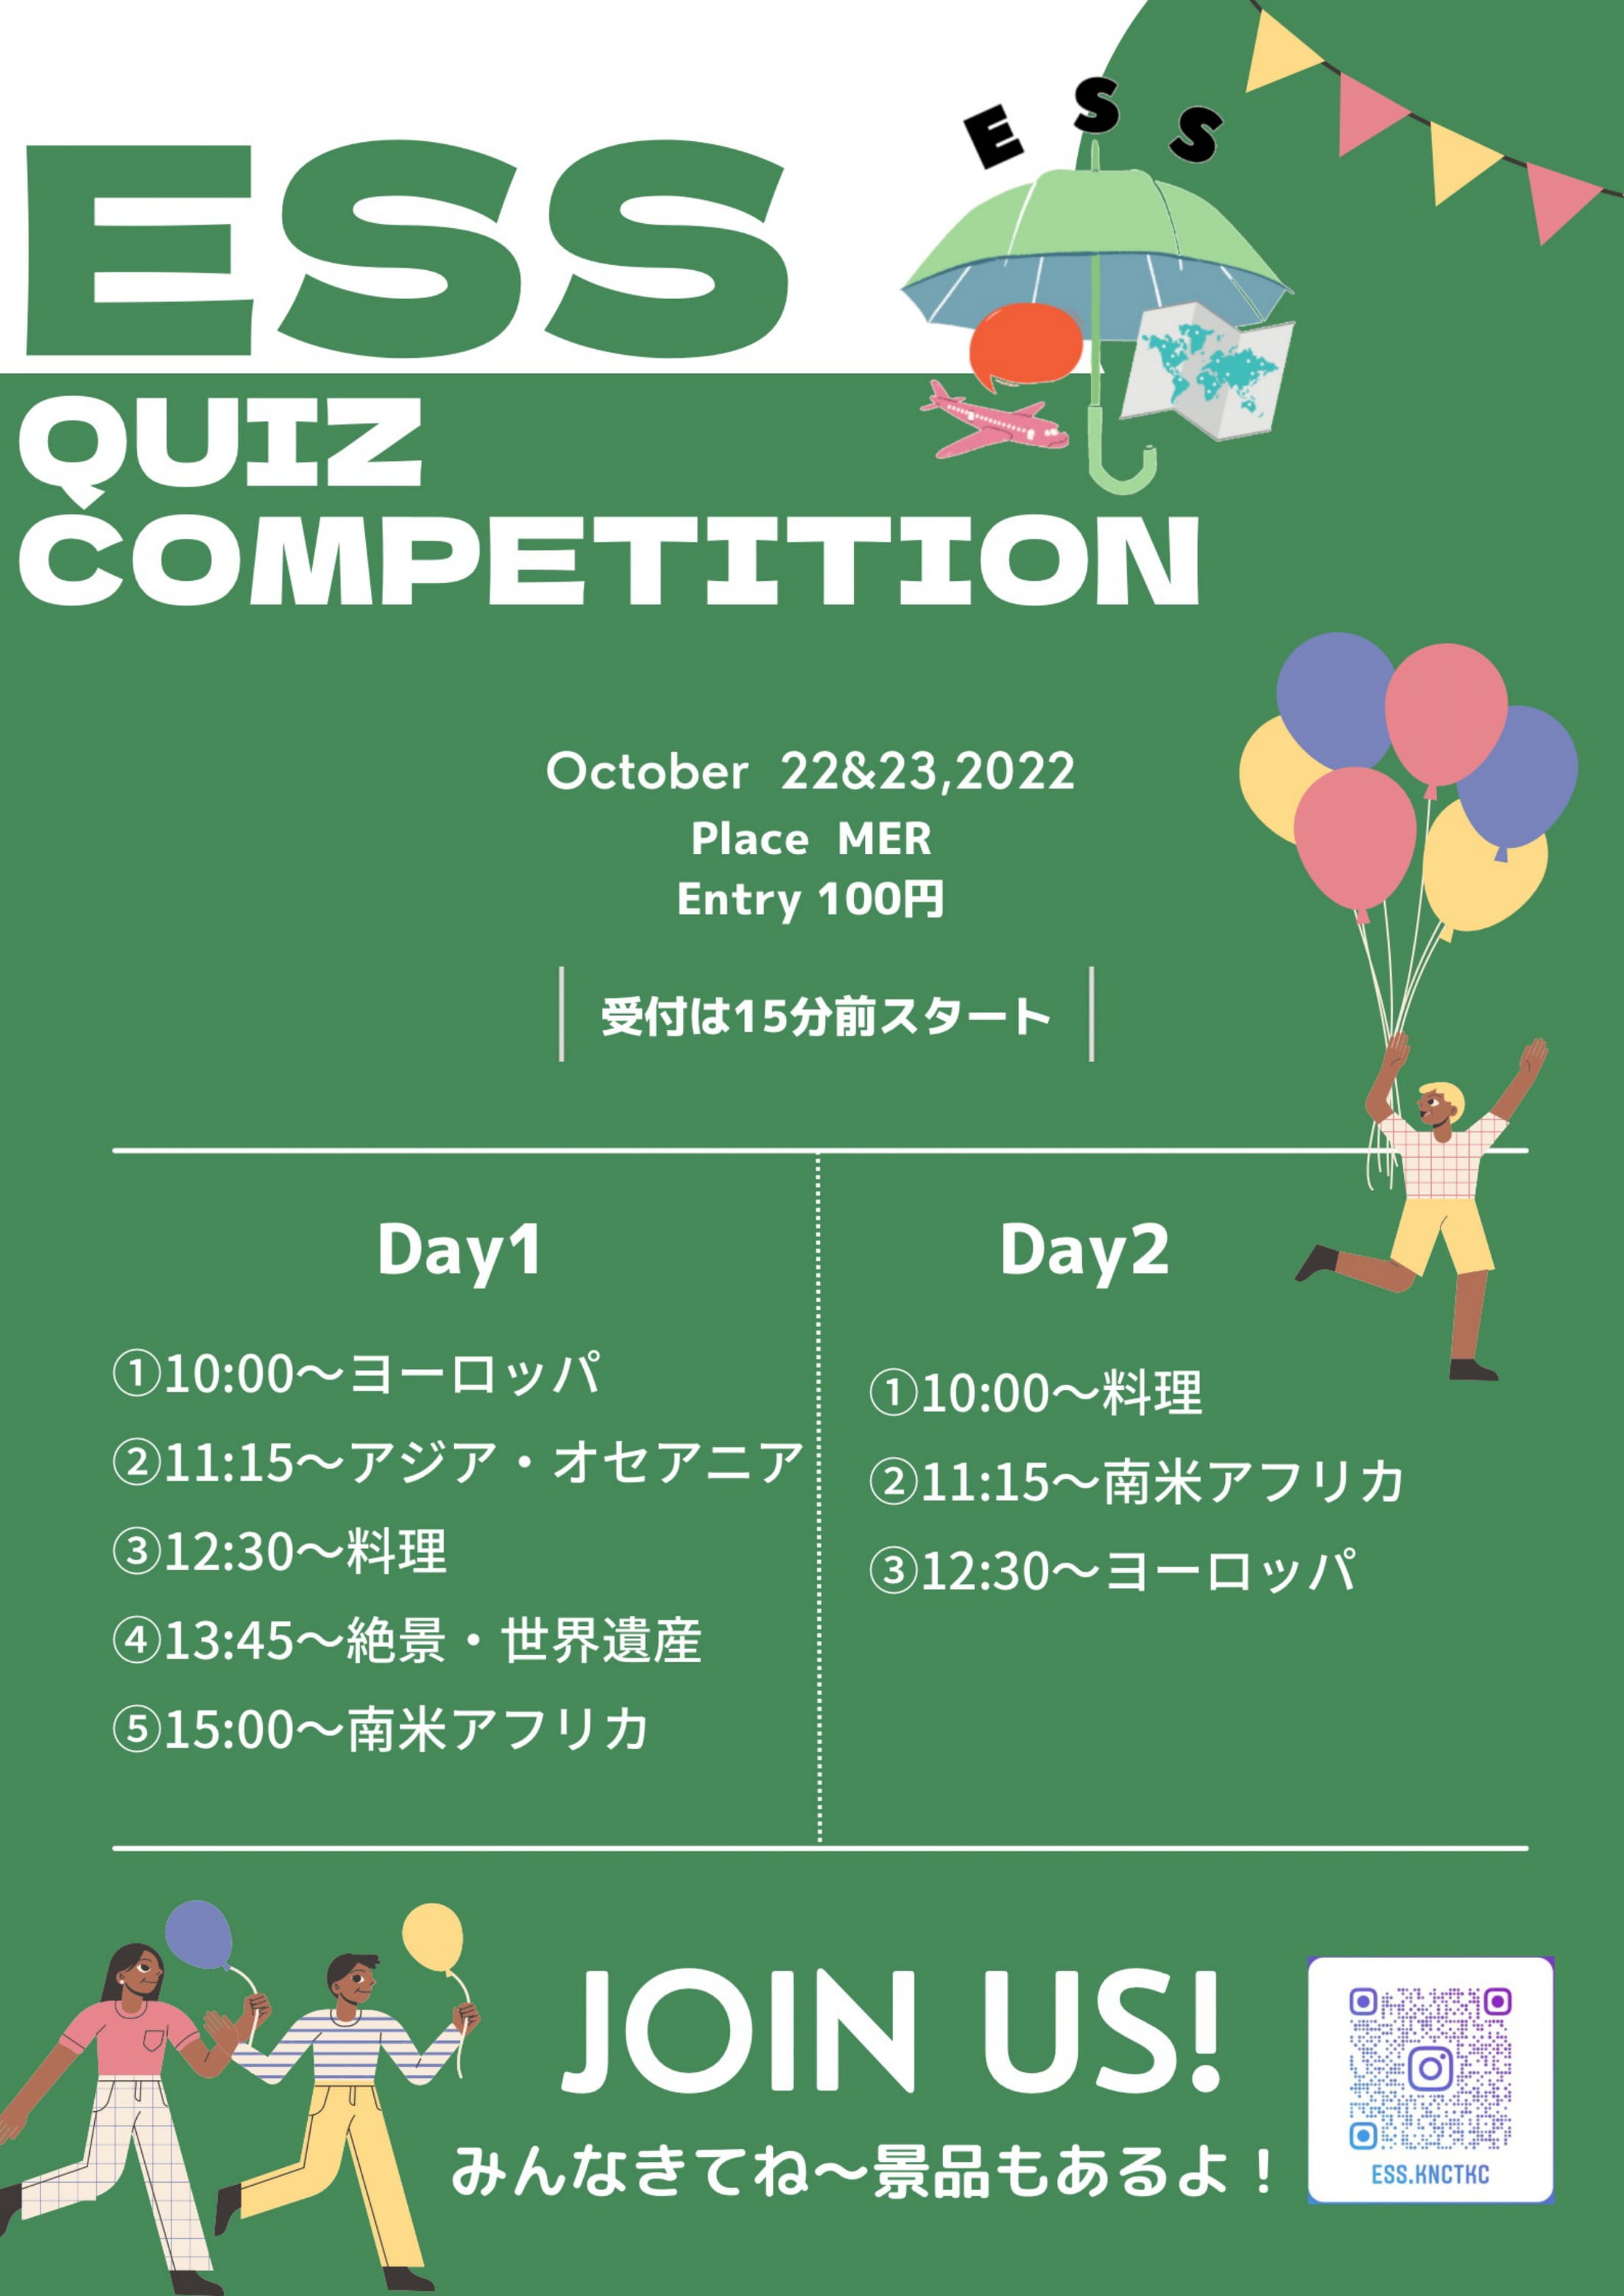 ESS
E S S
QUIZ
COMPETITION
October 22&23,2022
Place MER
Entry 100円
受付は15分前スタート
Day1
①10:00〜ヨーロッパ
②11:15〜アジア・オセアニア
③12:30〜料理
④13:45〜絶景・世界遺産
⑤15:00〜南米アフリカ
Day2
①10:00〜料理
②11:15〜南米アフリカ
③12:30〜ヨーロッパ
JOIN US!
みんなきてね〜景品もあるよ！
ESS.KNCTKC